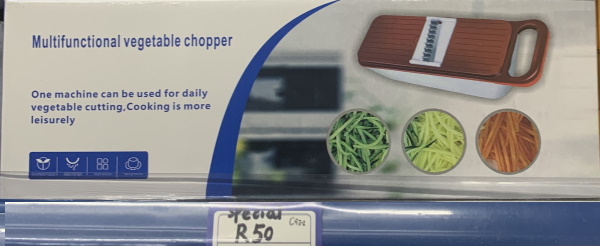 Multifunctional vegetable chopper
One machine can be used for daily
vegetable cutting,Cooking is more
leisurely
special
R50